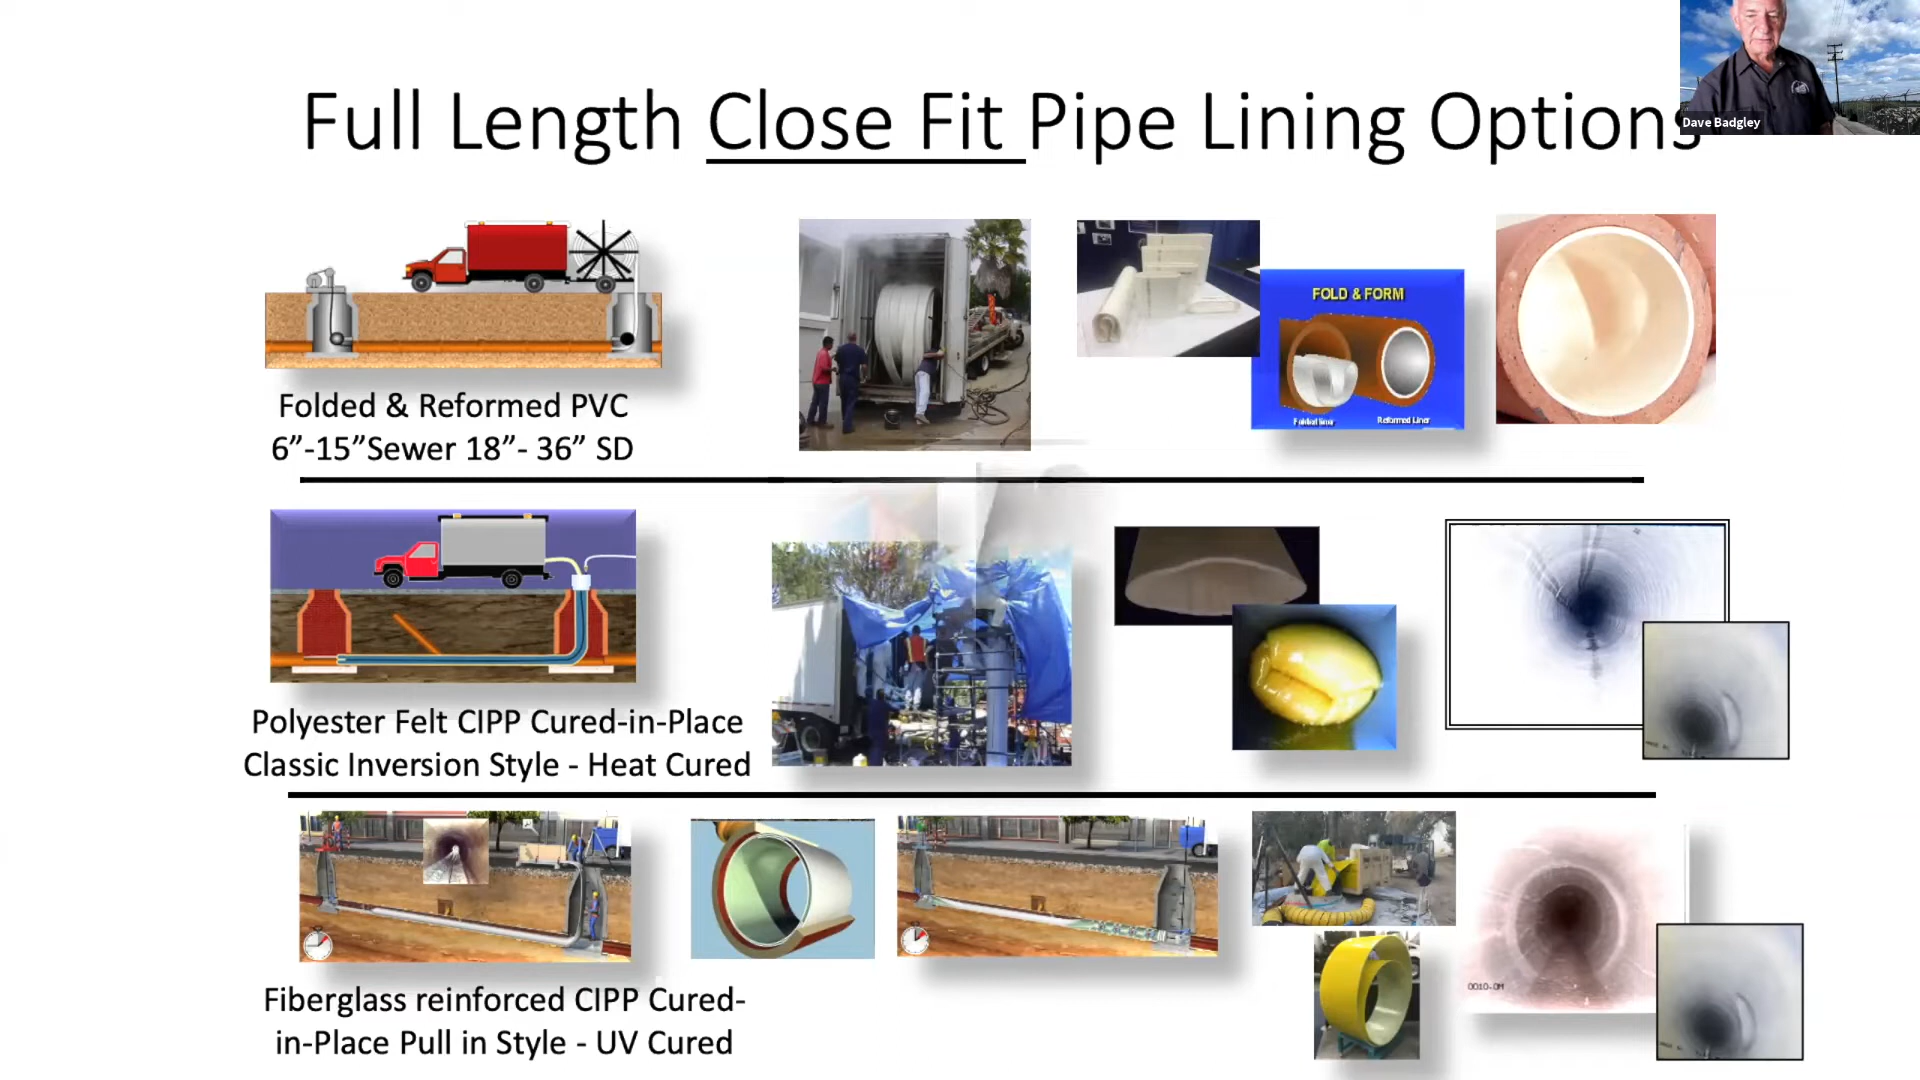 Full Length Close Fit Pipe Lining Options
Dave Badgley
FOLD & FORM
Folded liner
Reformed Liner
Folded & Reformed PVC
6”-15”Sewer 18”- 36” SD
Polyester Felt CIPP Cured-in-Place
Classic Inversion Style - Heat Cured
0010.0M
Fiberglass reinforced CIPP Cured-
in-Place Pull in Style - UV Cured